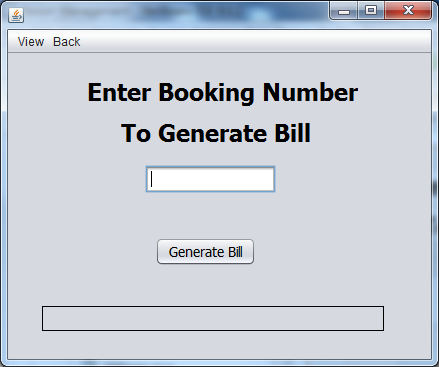 View Back
Enter Booking Number
To Generate Bill
Generate Bill